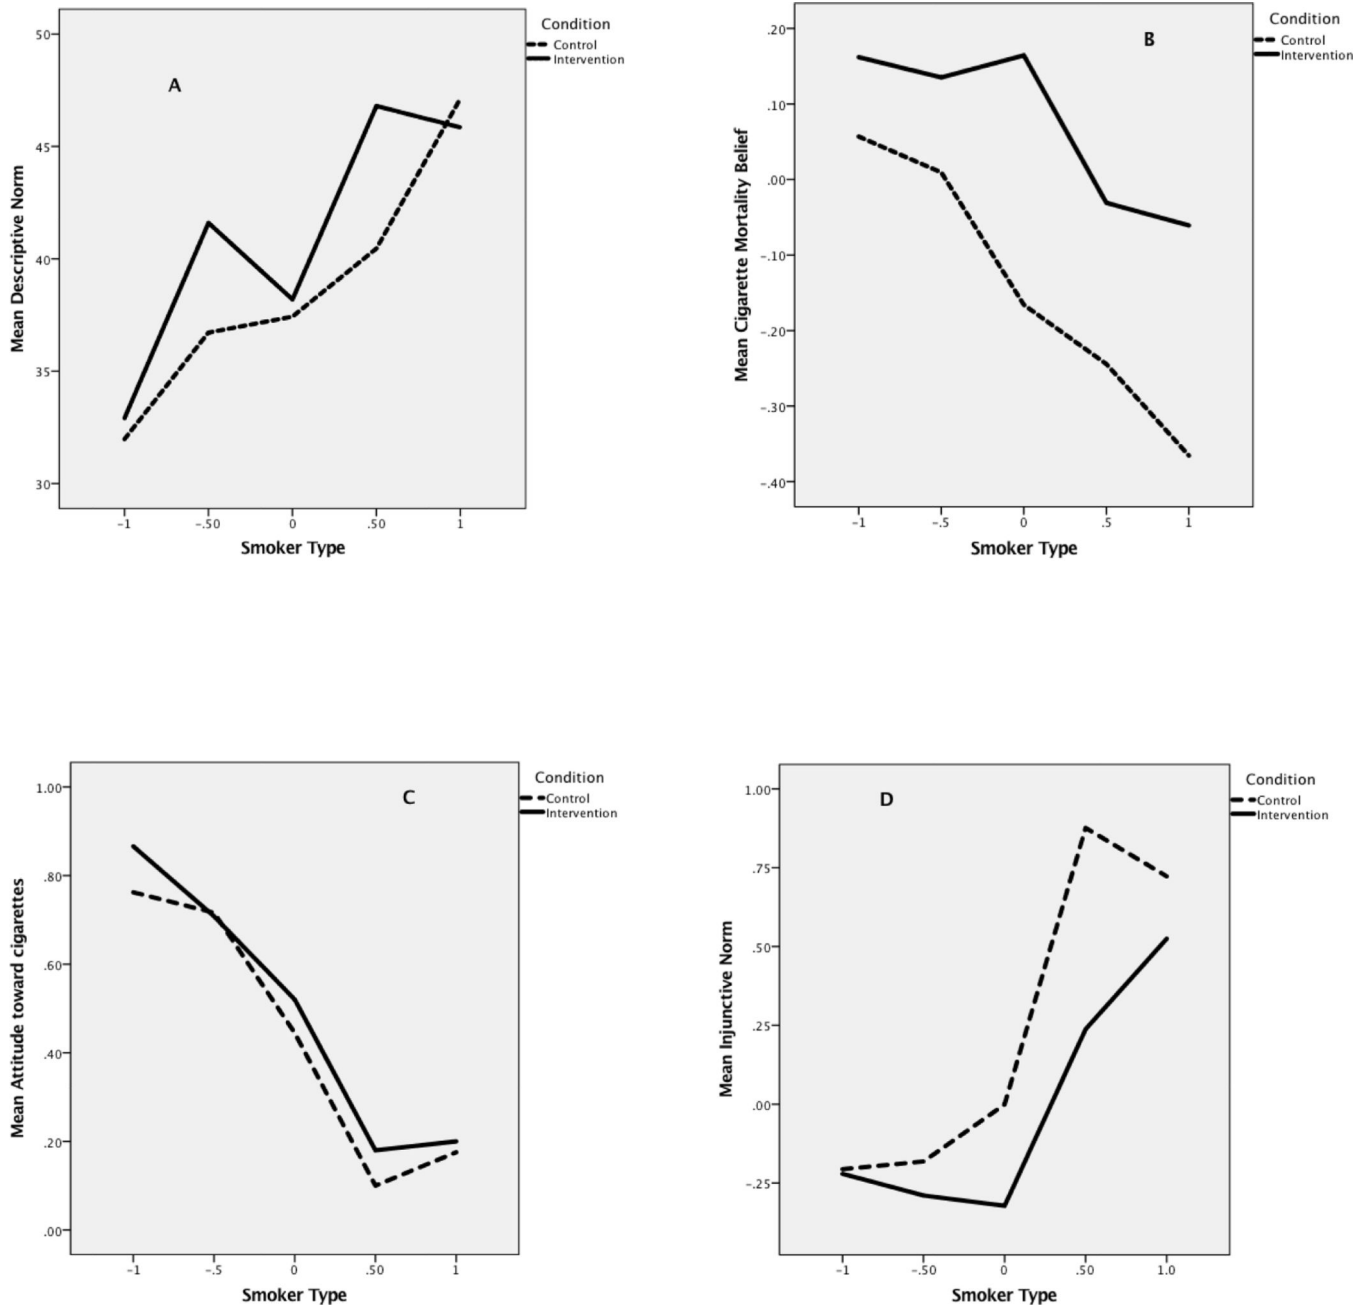 A
Condition
Control
Intervention
Mean Descriptive Norm
50
45
40
35
30
-1
-.50
0
.50
1
Smoker Type
B
Condition
Control
Intervention
Mean Cigarette Mortality Belief
.20
.10
.00
-.10
-.20
-.30
-.40
-1
-.5
0
.5
1
Smoker Type
C
Condition
Control
Intervention
Mean Attitude toward cigarettes
1.00
.80
.60
.40
.20
.00
-1
-.5
0
.50
1
Smoker Type
D
Condition
Control
Intervention
Mean Injunctive Norm
1.00
.75
.50
.25
.00
-.25
-1
-.50
0
.50
1.0
Smoker Type